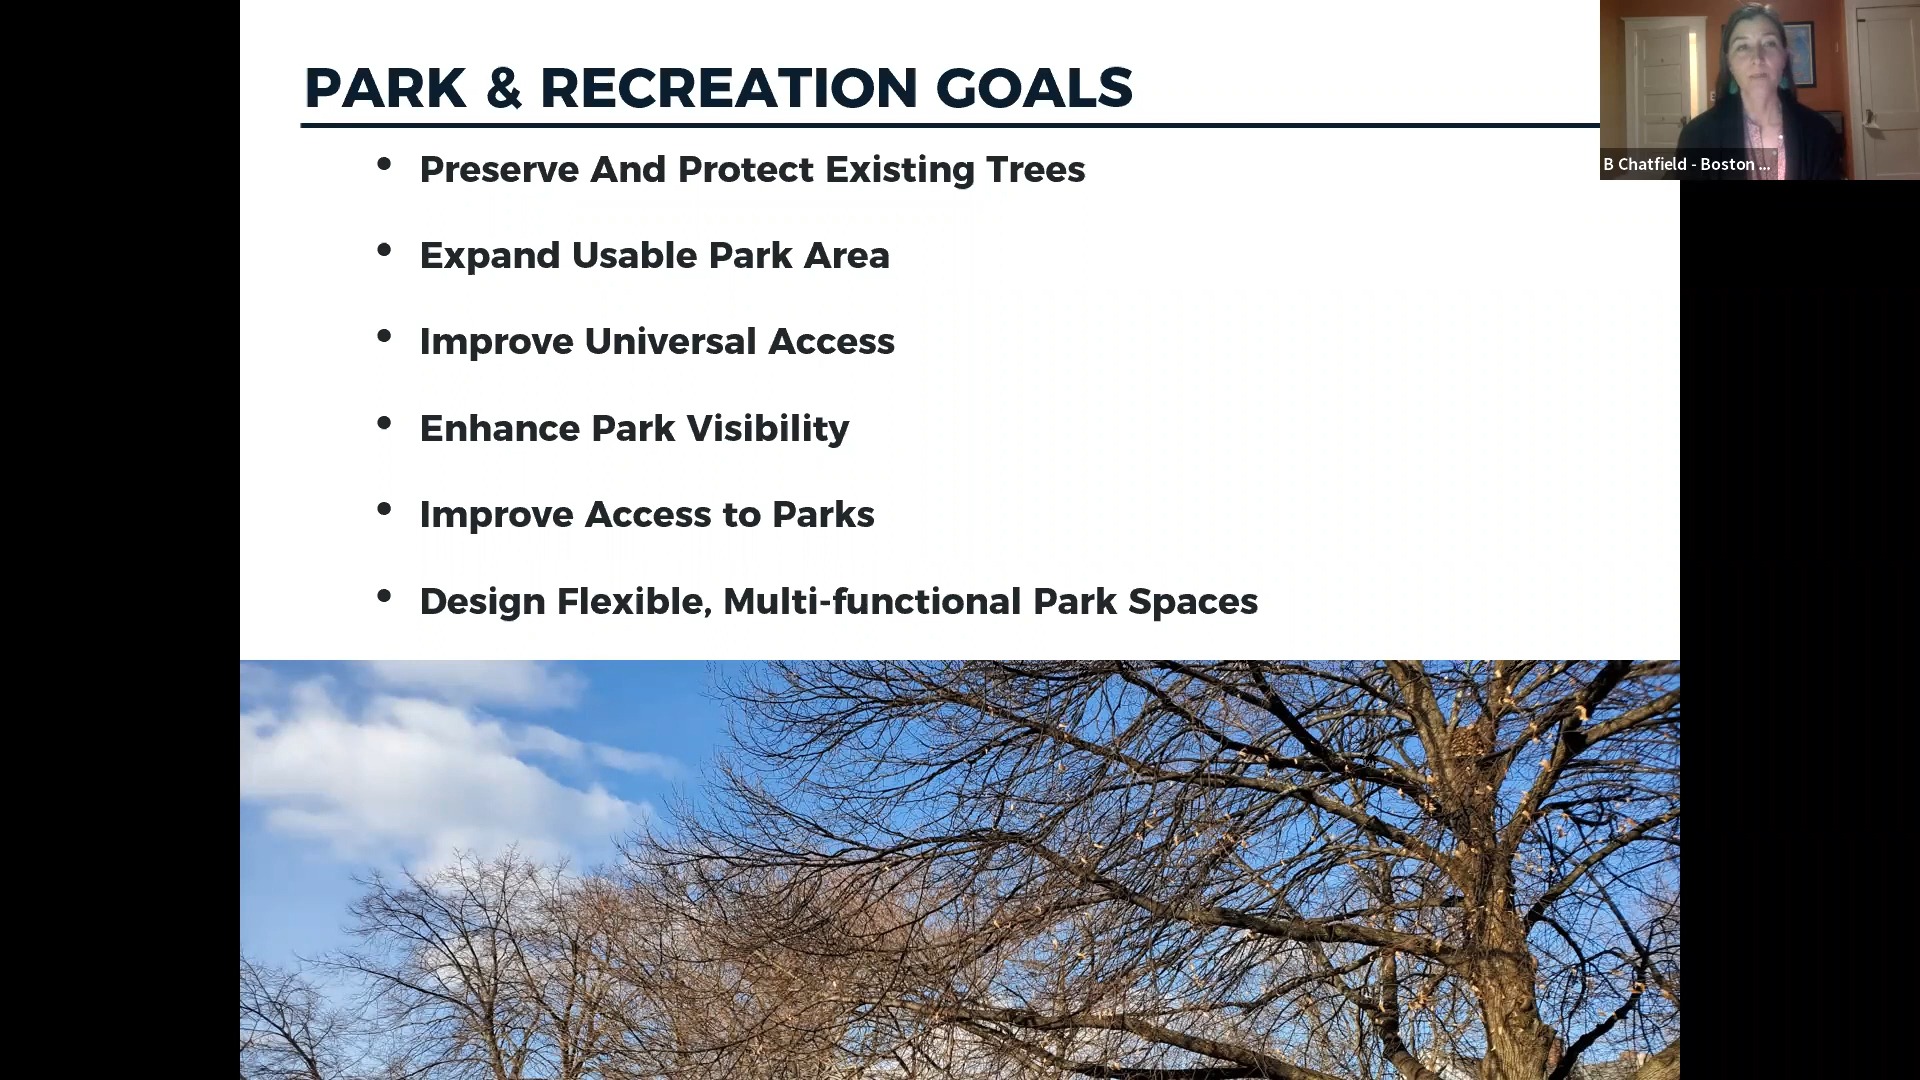 PARK & RECREATION GOALS
• Preserve And Protect Existing Trees
• Expand Usable Park Area
• Improve Universal Access
• Enhance Park Visibility
• Improve Access to Parks
• Design Flexible, Multi-functional Park Spaces
B Chatfield - Boston ...